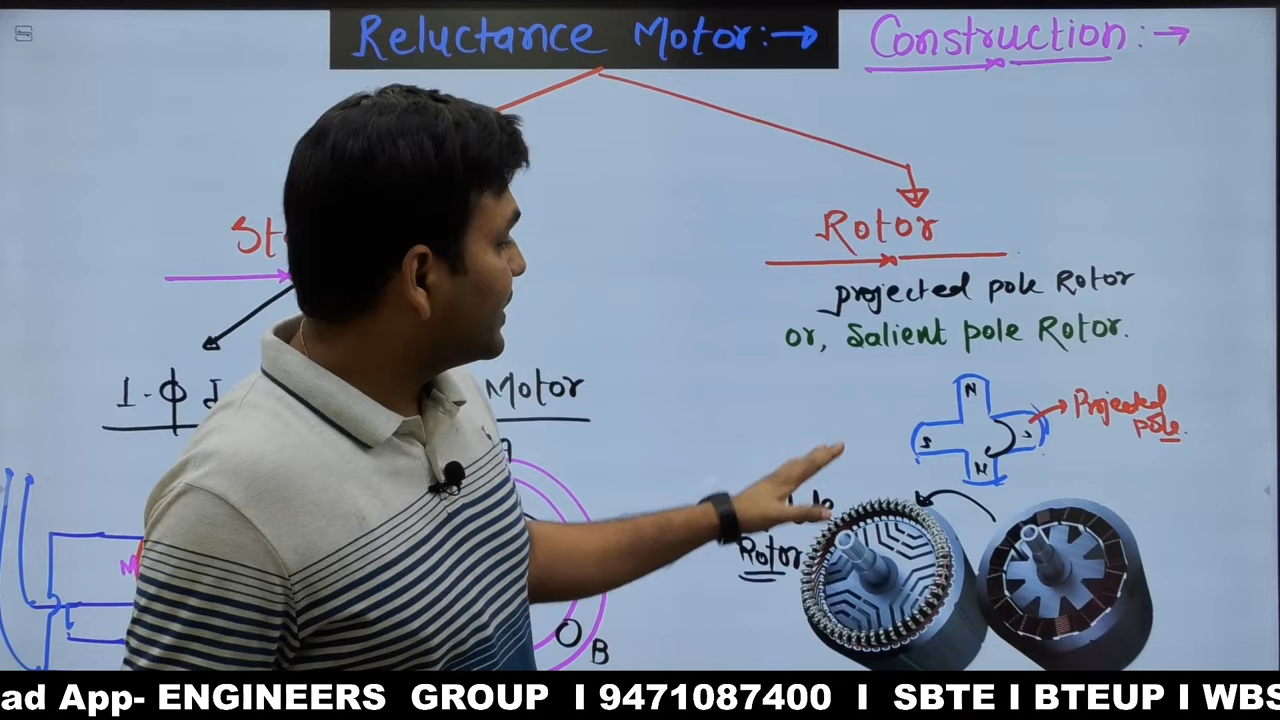 Reluctance Motor:→ Construction:→
Rotor
projected pole Rotor
or, Salient pole Rotor.
1-ϕ
Motor
N
S
S
N
Projected
pole.
Rotor
A
B
M
ad App- ENGINEERS GROUP I 9471087400 I SBTE I BTEUP I WBS